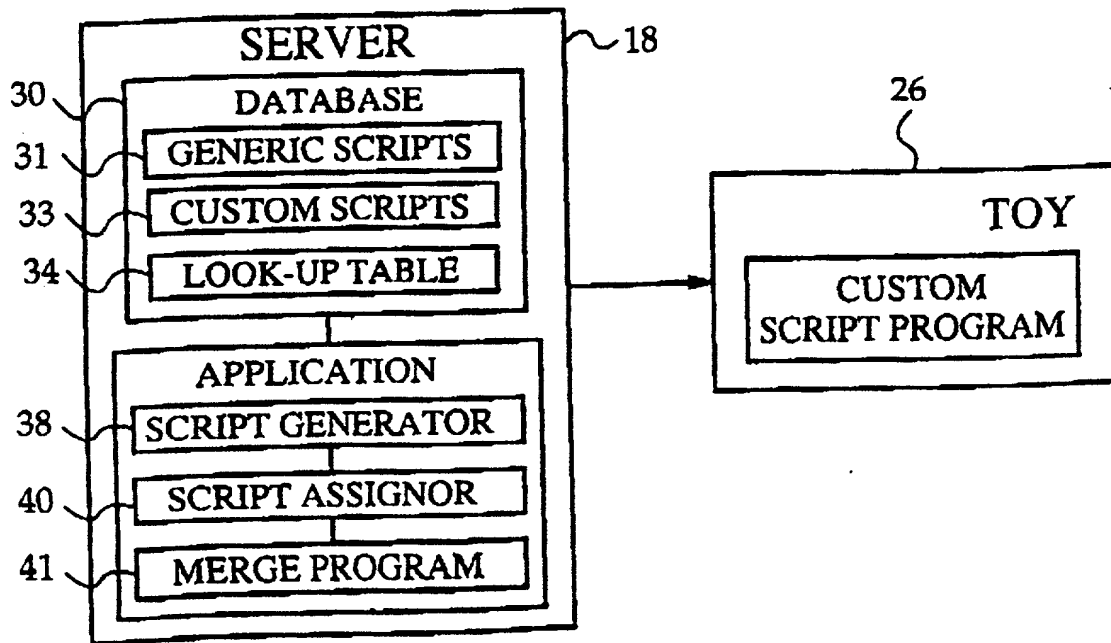 SERVER
18
30
DATABASE
31
GENERIC SCRIPTS
33
CUSTOM SCRIPTS
34
LOOK-UP TABLE
APPLICATION
38
SCRIPT GENERATOR
40
SCRIPT ASSIGNOR
41
MERGE PROGRAM
26
TOY
CUSTOM
SCRIPT PROGRAM